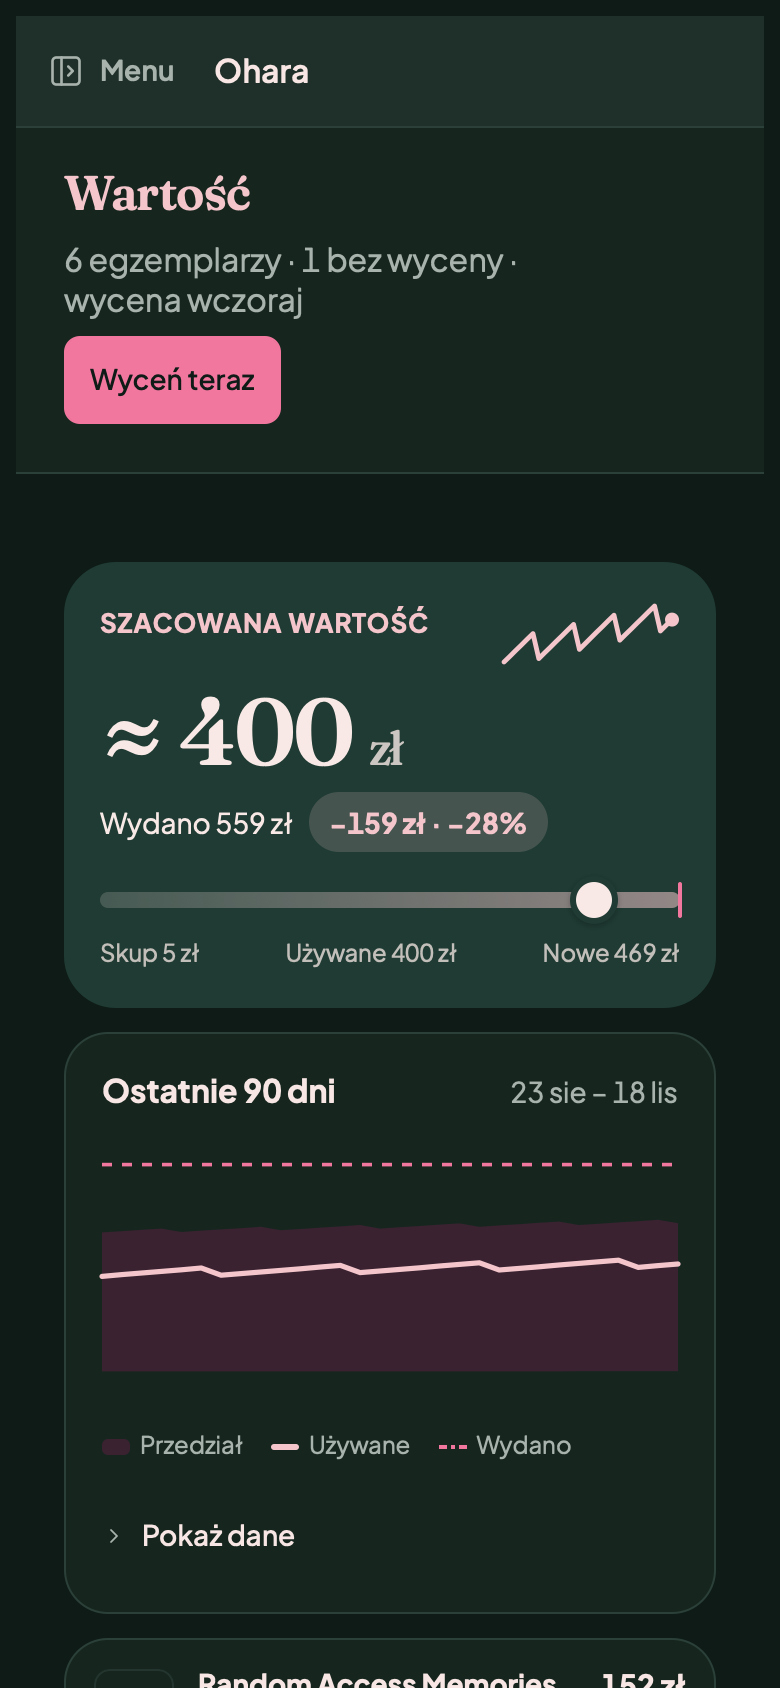 Menu Ohara
Wartość
6 egzemplarzy · 1 bez wyceny ·
wycena wczoraj
Wyceń teraz
SZACOWANA WARTOŚĆ
≈ 400 zł
Wydano 559 zł −159 zł · −28%
Skup 5 zł Używane 400 zł Nowe 469 zł
Ostatnie 90 dni 23 sie – 18 lis
Przedział Używane Wydano
Pokaż dane
Random Access Memories 152 zł